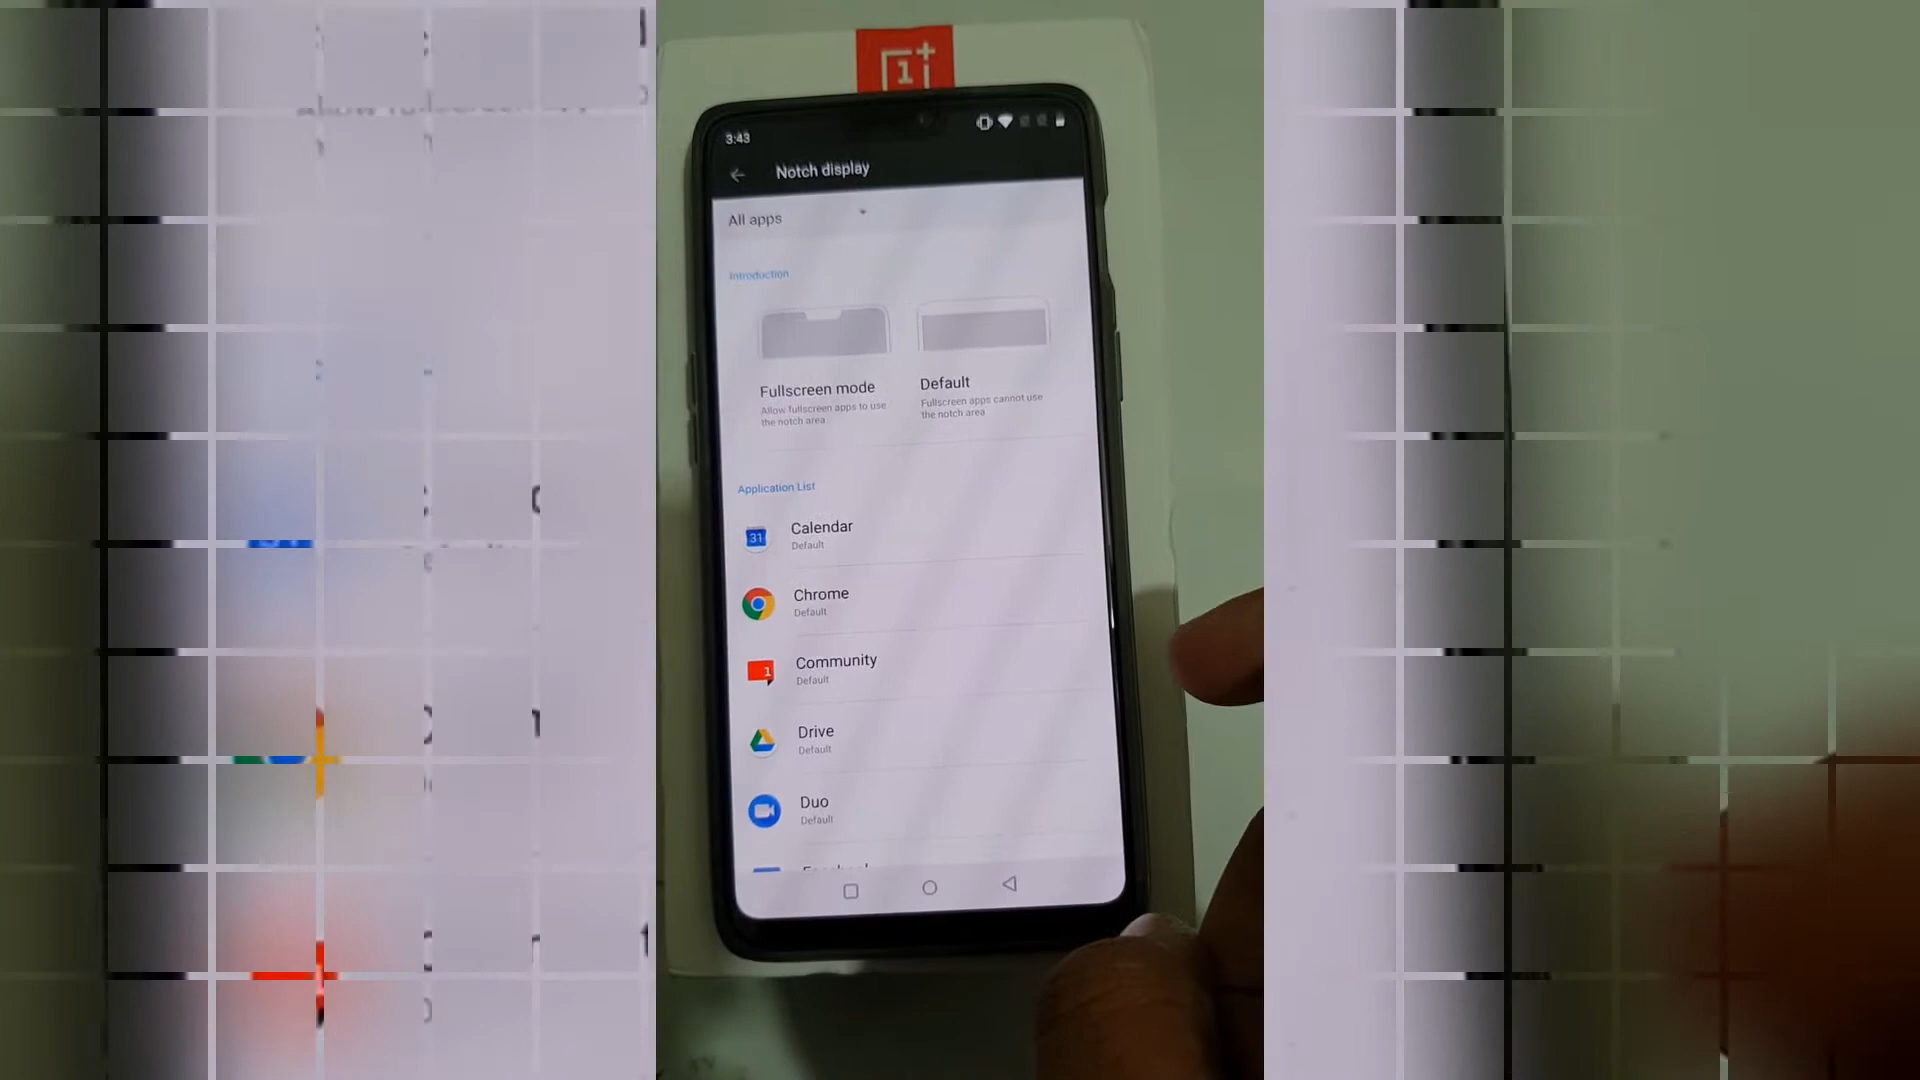 3:43
Notch display
All apps
Introduction
Fullscreen mode
Allow fullscreen apps to use
the notch area
Default
Fullscreen apps cannot use
the notch area
Application List
31
Calendar
Default
Chrome
Default
1
Community
Default
Drive
Default
Duo
Default